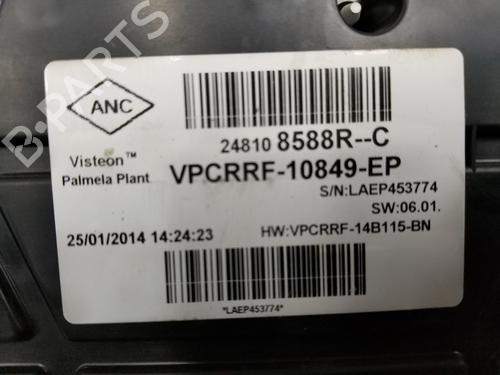 B-PARTS
ANC
24810 8588R--C
Visteon™
Palmela Plant
VPCRRF-10849-EP
S/N:LAEP453774
SW:06.01.
25/01/2014 14:24:23
HW:VPCRRF-14B115-BN
*LAEP453774*